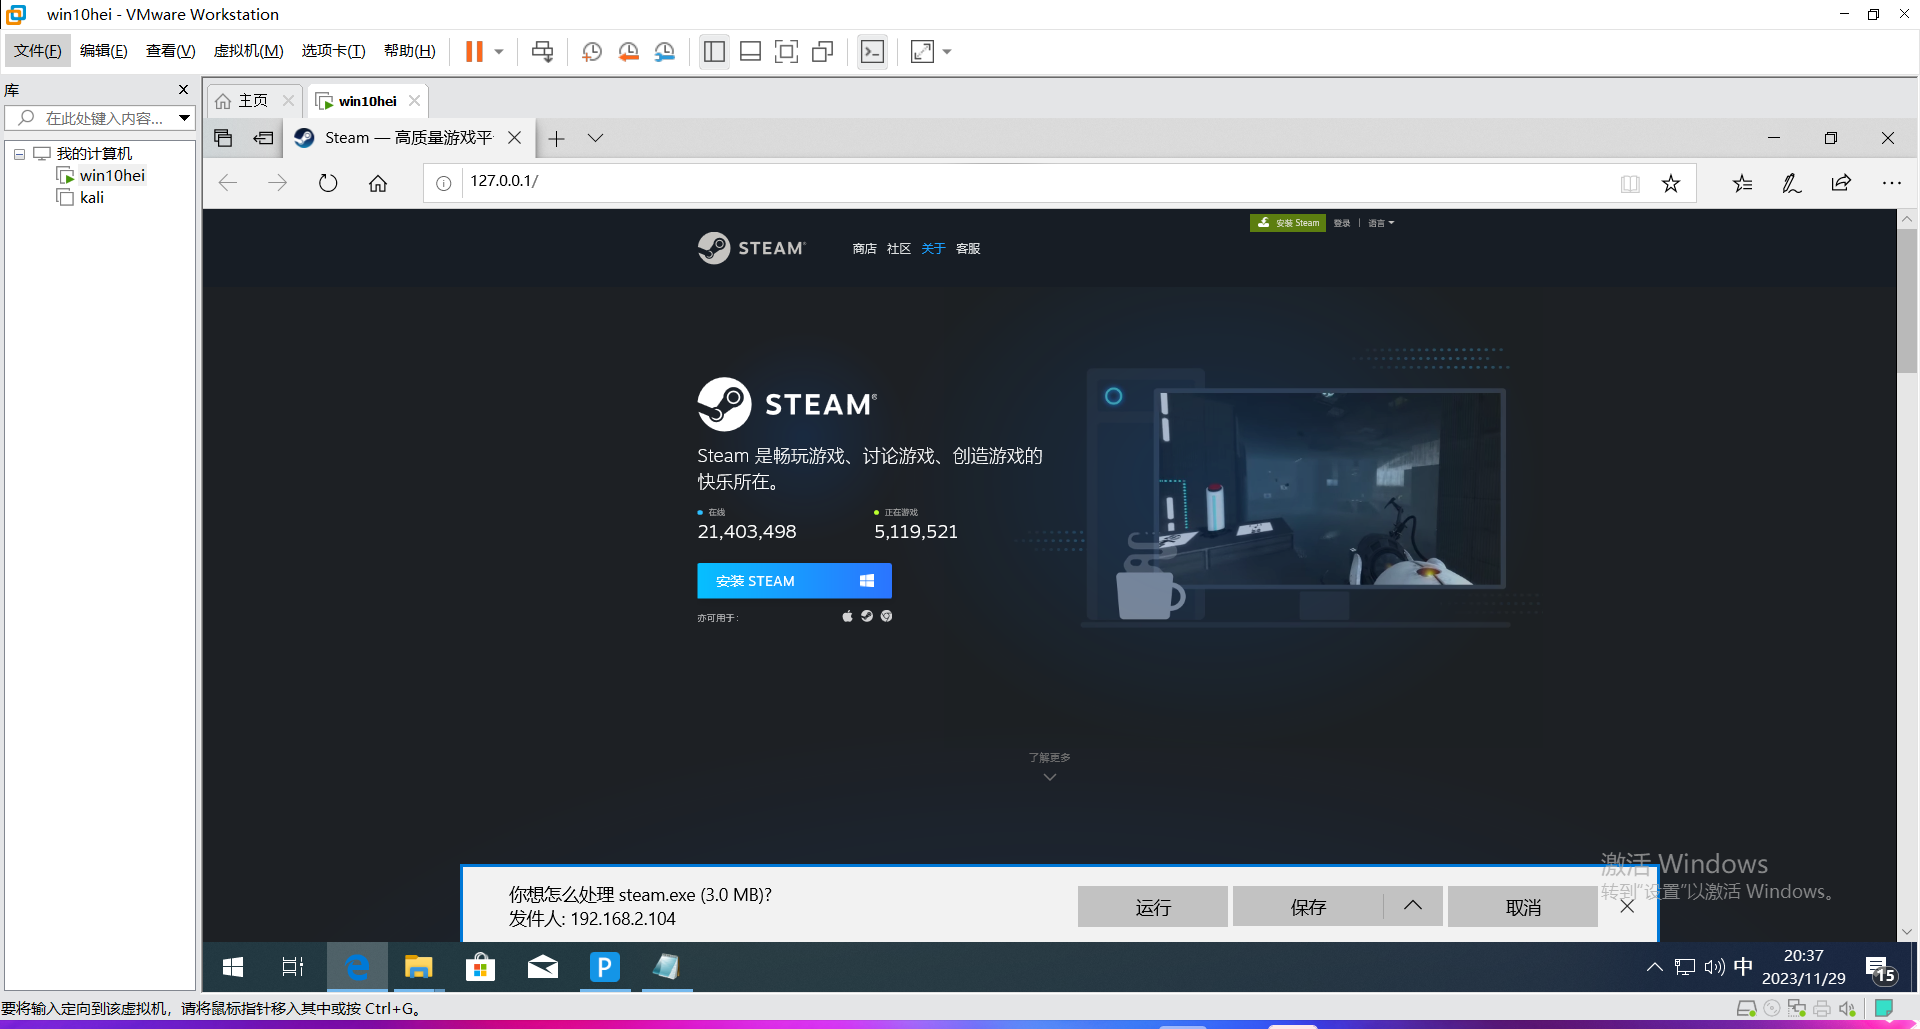 win10hei - VMware Workstation
文件(F) 编辑(E) 查看(V) 虚拟机(M) 选项卡(T) 帮助(H)
库
在此处键入内容...
我的计算机
win10hei
kali
主页 win10hei
Steam — 高质量游戏平
127.0.0.1/
安装 Steam 登录 | 语言
STEAM 商店 社区 关于 客服
STEAM®
Steam 是畅玩游戏、讨论游戏、创造游戏的
快乐所在。
在线 正在游戏
21,403,498 5,119,521
安装 STEAM
亦可用于:
了解更多
激活 Windows
转到"设置"以激活 Windows。
你想怎么处理 steam.exe (3.0 MB)?
发件人: 192.168.2.104
运行 保存 取消
中 20:37
2023/11/29 15
要将输入定向到该虚拟机，请将鼠标指针移入其中或按 Ctrl+G。